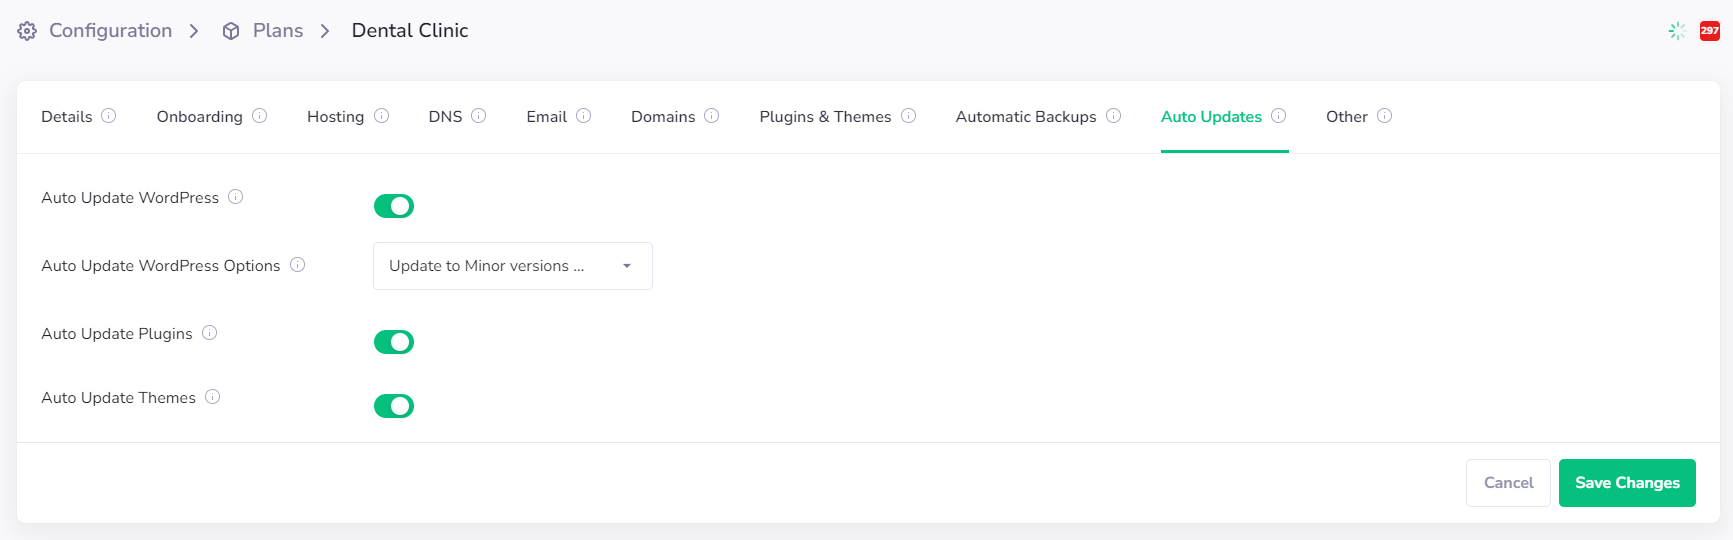 Configuration Plans Dental Clinic 297
Details Onboarding Hosting DNS Email Domains Plugins & Themes Automatic Backups Auto Updates Other
Auto Update WordPress
Auto Update WordPress Options Update to Minor versions ...
Auto Update Plugins
Auto Update Themes
Cancel Save Changes